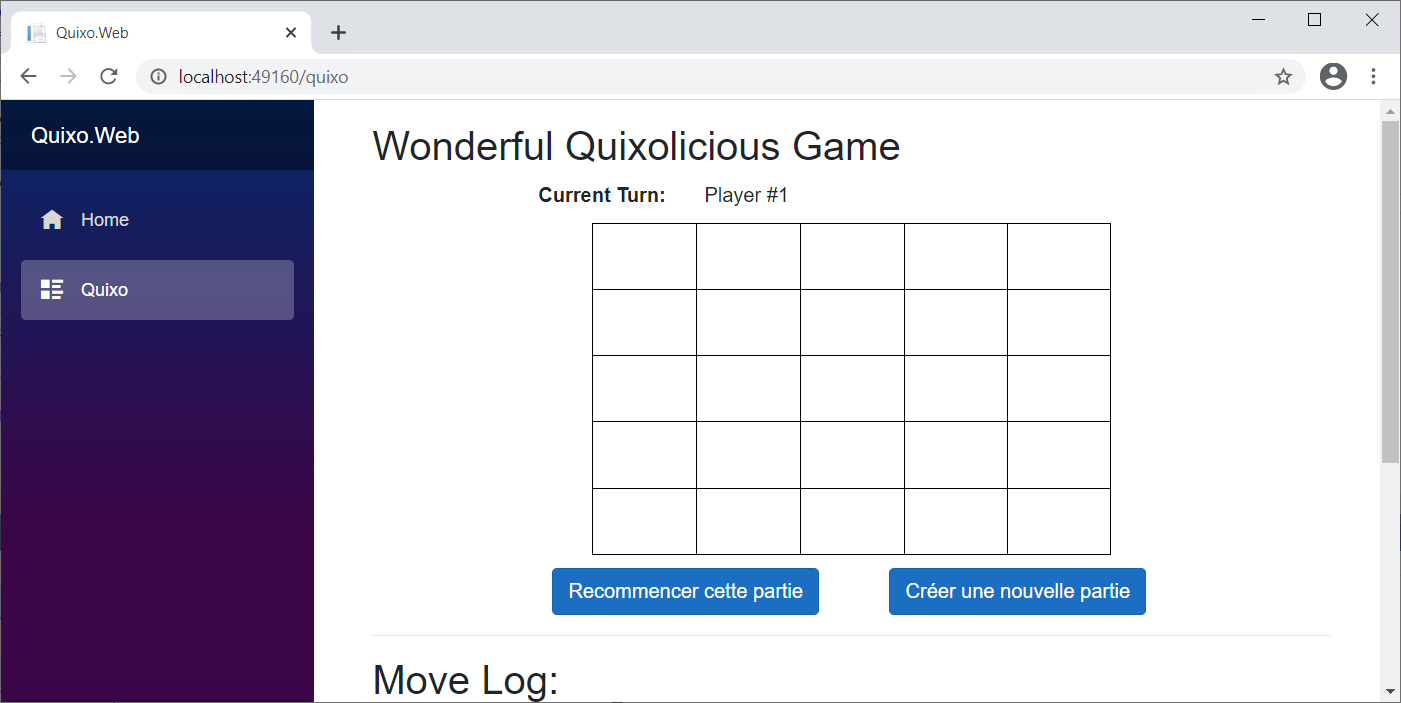 Quixo.Web
localhost:49160/quixo
Quixo.Web
Home
Quixo
Wonderful Quixolicious Game
Current Turn: Player #1
Recommencer cette partie
Créer une nouvelle partie
Move Log: